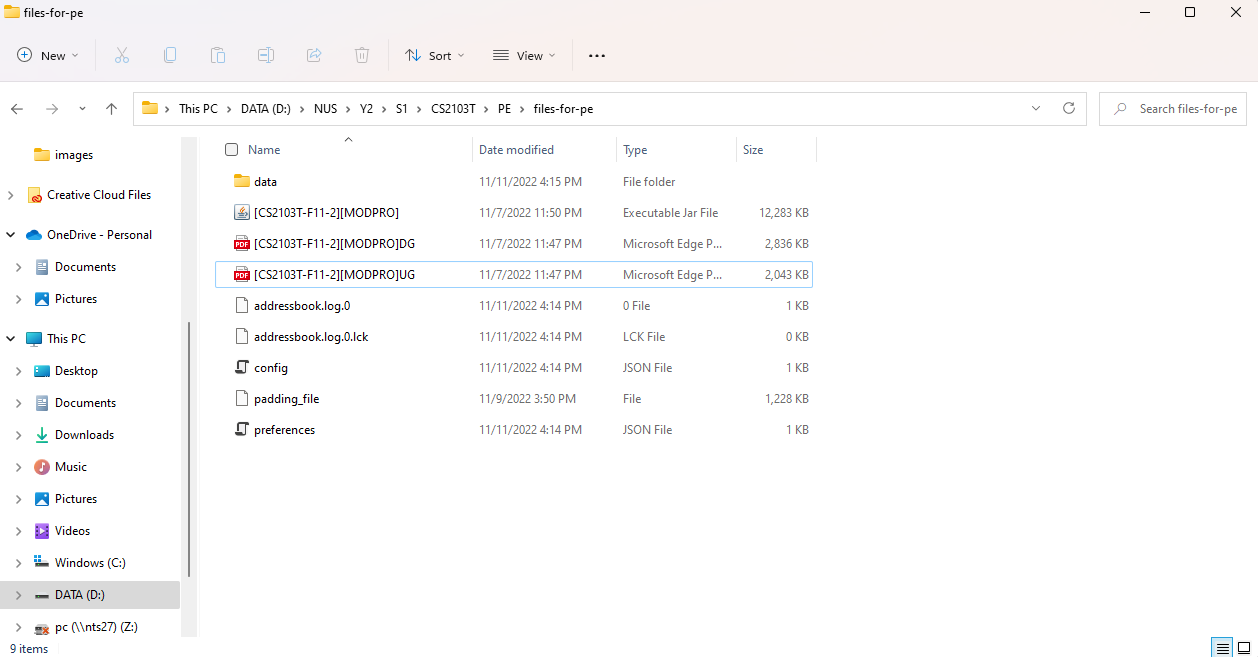 files-for-pe
New Sort View
This PC DATA (D:) NUS Y2 S1 CS2103T PE files-for-pe Search files-for-pe
images
Creative Cloud Files
OneDrive - Personal
Documents
Pictures
This PC
Desktop
Documents
Downloads
Music
Pictures
Videos
Windows (C:)
DATA (D:)
pc (\\nts27) (Z:)
Name Date modified Type Size
data 11/11/2022 4:15 PM File folder
[CS2103T-F11-2][MODPRO] 11/7/2022 11:50 PM Executable Jar File 12,283 KB
PDF [CS2103T-F11-2][MODPRO]DG 11/7/2022 11:47 PM Microsoft Edge P... 2,836 KB
PDF [CS2103T-F11-2][MODPRO]UG 11/7/2022 11:47 PM Microsoft Edge P... 2,043 KB
addressbook.log.0 11/11/2022 4:14 PM 0 File 1 KB
addressbook.log.0.lck 11/11/2022 4:14 PM LCK File 0 KB
config 11/11/2022 4:14 PM JSON File 1 KB
padding_file 11/9/2022 3:50 PM File 1,228 KB
preferences 11/11/2022 4:14 PM JSON File 1 KB
9 items